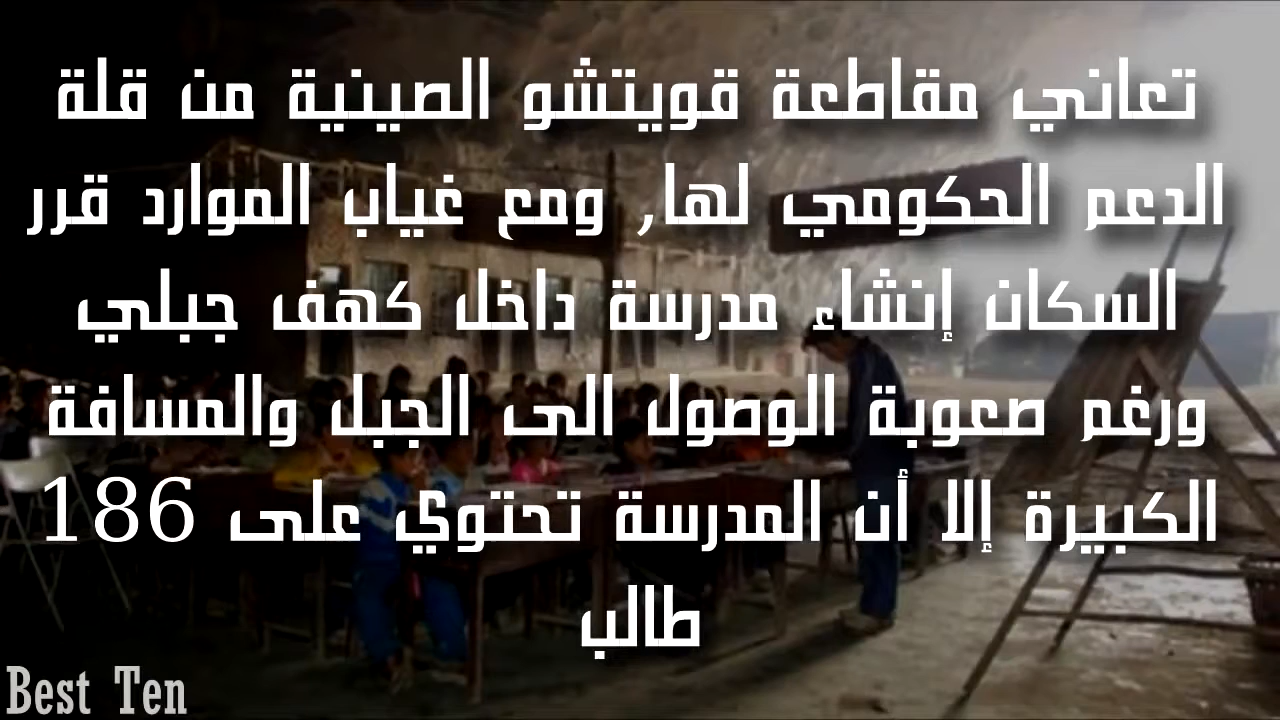 تعاني مقاطعة قويتشو الصينية من قلة
الدعم الحكومي لها, ومع غياب الموارد قرر
السكان إنشاء مدرسة داخل كهف جبلي
ورغم صعوبة الوصول الى الجبل والمسافة
الكبيرة إلا أن المدرسة تحتوي على 186
طالب
Best Ten